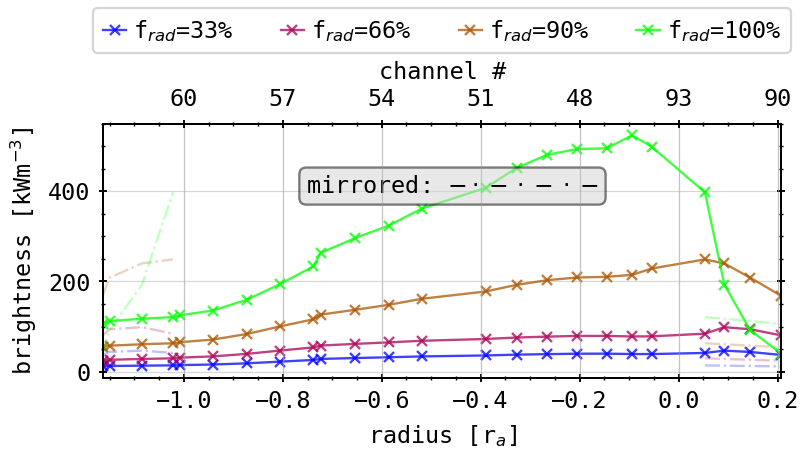 f_rad=33% f_rad=66% f_rad=90% f_rad=100%
channel #
60 57 54 51 48 93 90
brightness [kWm⁻³]
400
200
0
mirrored: — · — · — · —
−1.0 −0.8 −0.6 −0.4 −0.2 0.0 0.2
radius [r_a]